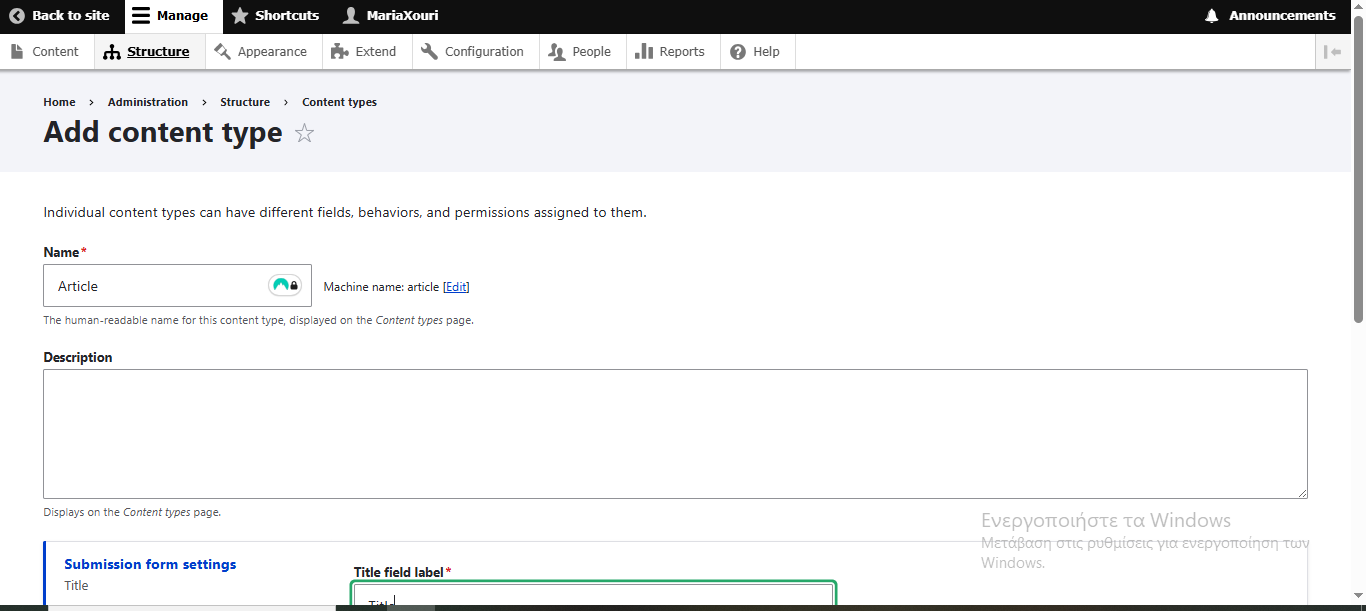 Back to site Manage Shortcuts MariaXouri Announcements
Content Structure Appearance Extend Configuration People Reports Help
Home › Administration › Structure › Content types
Add content type
Individual content types can have different fields, behaviors, and permissions assigned to them.
Name*
Article Machine name: article [Edit]
The human-readable name for this content type, displayed on the Content types page.
Description
Displays on the Content types page.
Ενεργοποιήστε τα Windows
Μετάβαση στις ρυθμίσεις για ενεργοποίηση των
Windows.
Submission form settings
Title
Title field label*
Title